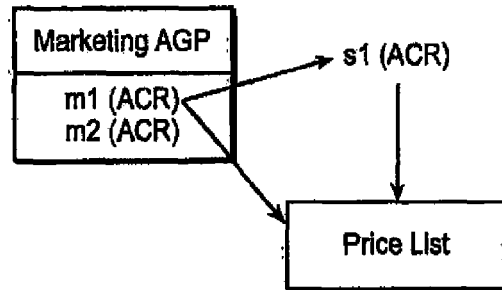 Marketing AGP
m1 (ACR)
m2 (ACR)
s1 (ACR)
Price List